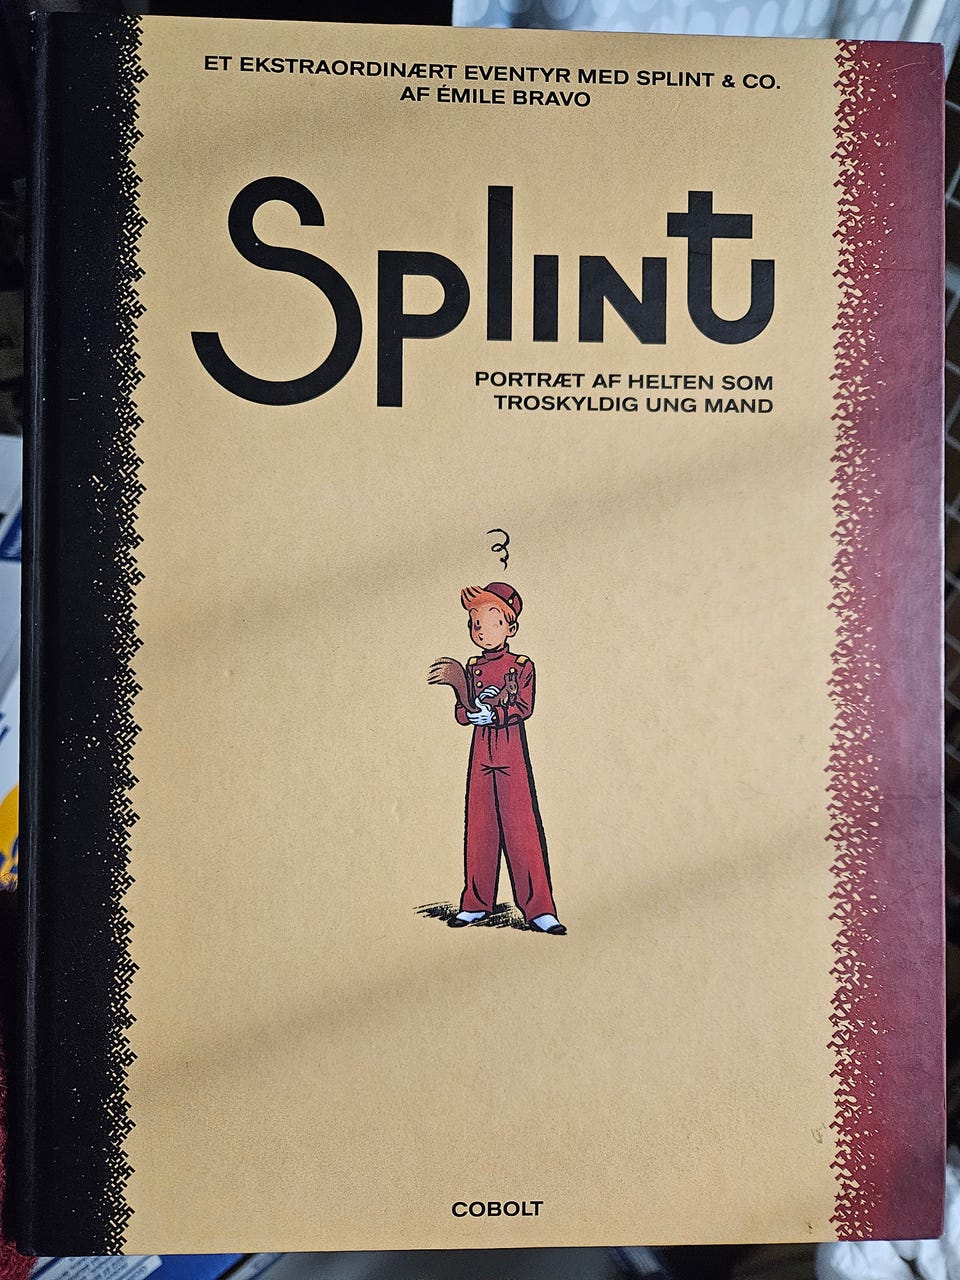 ET EKSTRAORDINÆRT EVENTYR MED SPLINT & CO.
AF ÉMILE BRAVO
Splint
PORTRÆT AF HELTEN SOM
TROSKYLDIG UNG MAND
COBOLT